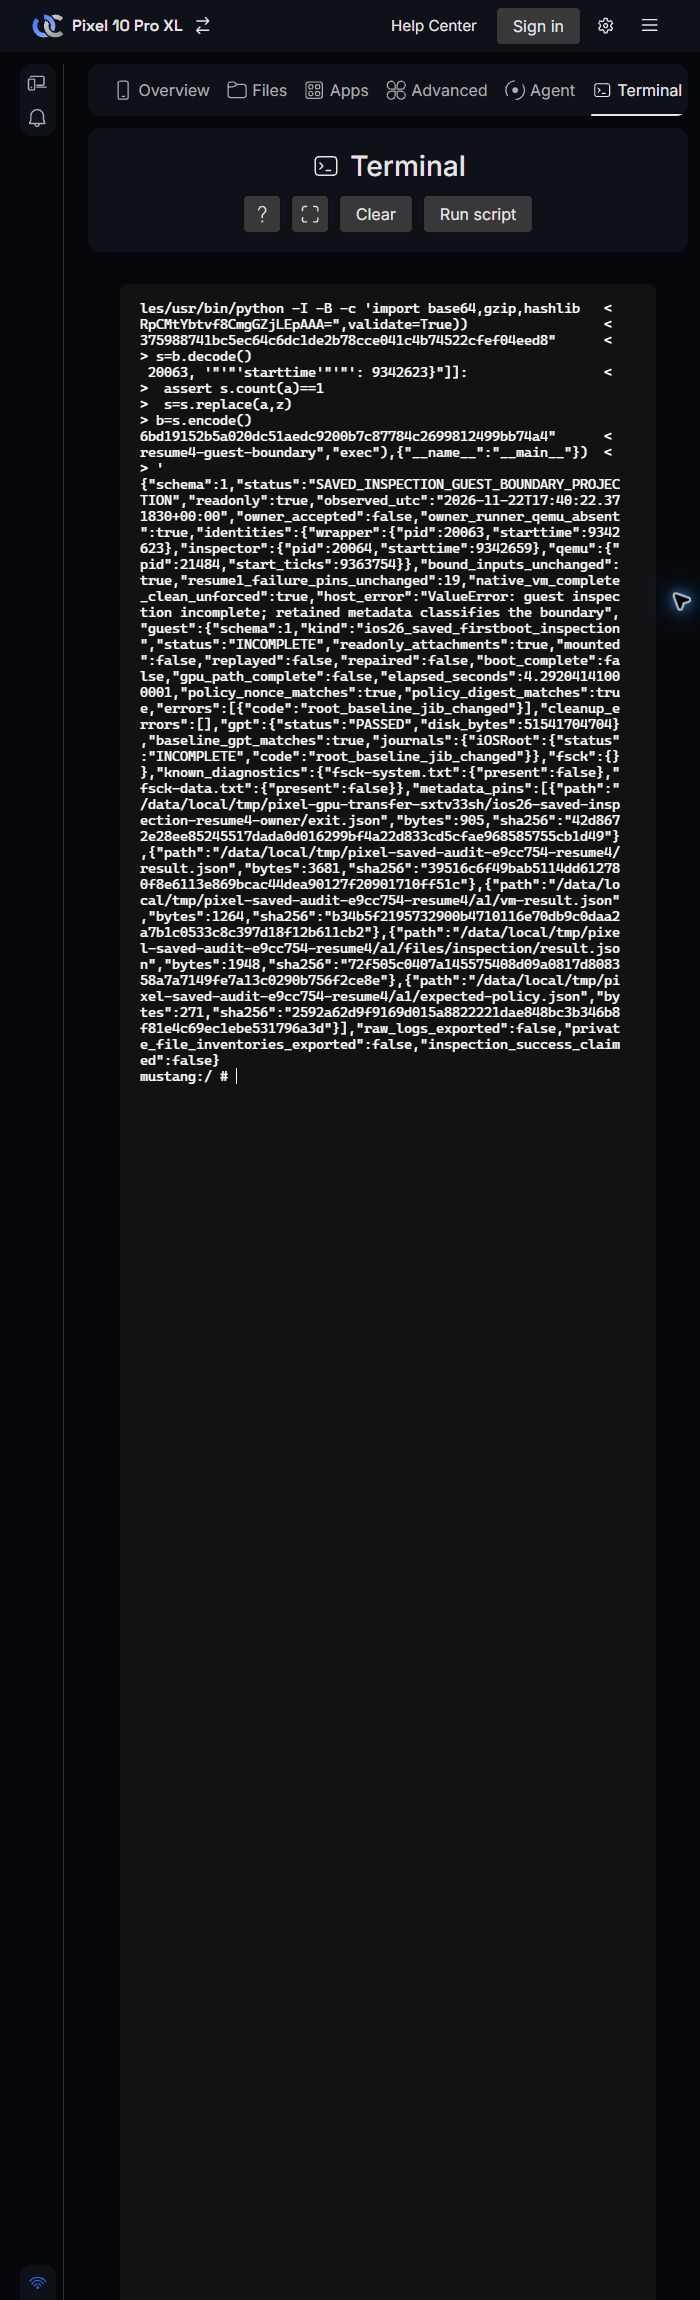 Pixel 10 Pro XL
Help Center
Sign in
Overview
Files
Apps
Advanced
Agent
Terminal
Terminal
?
Clear
Run script
les/usr/bin/python -I -B -c 'import base64,gzip,hashlib <
RpCMtYbtvf8CmgGZjLEpAAA=",validate=True)) <
375988741bc5ec64c6dc1de2b78cce041c4b74522cfef04eed8" <
> s=b.decode()
20063, '"'"'starttime'"'"': 9342623}"]]: <
>  assert s.count(a)==1
>  s=s.replace(a,z)
> b=s.encode()
6bd19152b5a020dc51aedc9200b7c87784c2699812499bb74a4" <
resume4-guest-boundary","exec"),{"__name__":"__main__"}) <
> '
{"schema":1,"status":"SAVED_INSPECTION_GUEST_BOUNDARY_PROJEC
TION","readonly":true,"observed_utc":"2026-11-22T17:40:22.37
1830+00:00","owner_accepted":false,"owner_runner_qemu_absent
":true,"identities":{"wrapper":{"pid":20063,"starttime":9342
623},"inspector":{"pid":20064,"starttime":9342659},"qemu":{"
pid":21484,"start_ticks":9363754}},"bound_inputs_unchanged":
true,"resume1_failure_pins_unchanged":19,"native_vm_complete
_clean_unforced":true,"host_error":"ValueError: guest inspec
tion incomplete; retained metadata classifies the boundary",
"guest":{"schema":1,"kind":"ios26_saved_firstboot_inspection
","status":"INCOMPLETE","readonly_attachments":true,"mounted
":false,"replayed":false,"repaired":false,"boot_complete":fa
lse,"gpu_path_complete":false,"elapsed_seconds":4.2920414100
0001,"policy_nonce_matches":true,"policy_digest_matches":tru
e,"errors":[{"code":"root_baseline_jib_changed"}],"cleanup_e
rrors":[],"gpt":{"status":"PASSED","disk_bytes":51541704704}
,"baseline_gpt_matches":true,"journals":{"iOSRoot":{"status"
:"INCOMPLETE","code":"root_baseline_jib_changed"}},"fsck":{}
},"known_diagnostics":{"fsck-system.txt":{"present":false},"
fsck-data.txt":{"present":false}},"metadata_pins":[{"path":"
/data/local/tmp/pixel-gpu-transfer-sxtv33sh/ios26-saved-insp
ection-resume4-owner/exit.json","bytes":905,"sha256":"42d867
2e28ee85245517dada0d016299bf4a22d833cd5cfae968585755cb1d49"}
,{"path":"/data/local/tmp/pixel-saved-audit-e9cc754-resume4/
result.json","bytes":3681,"sha256":"39516c6f49bab5114dd61278
0f8e6113e869bcac44dea90127f20901710ff51c"},{"path":"/data/lo
cal/tmp/pixel-saved-audit-e9cc754-resume4/a1/vm-result.json"
,"bytes":1264,"sha256":"b34b5f2195732900b4710116e70db9c0daa2
a7b1c0533c8c397d18f12b611cb2"},{"path":"/data/local/tmp/pixe
l-saved-audit-e9cc754-resume4/a1/files/inspection/result.jso
n","bytes":1948,"sha256":"72f505c0407a145575408d09a0817d8083
58a7a7149fe7a13c0290b756f2ce8e"},{"path":"/data/local/tmp/pi
xel-saved-audit-e9cc754-resume4/a1/expected-policy.json","by
tes":271,"sha256":"2592a62d9f9169d015a8822221dae848bc3b346b8
f81e4c69ec1ebe531796a3d"}],"raw_logs_exported":false,"privat
e_file_inventories_exported":false,"inspection_success_claim
ed":false}
mustang:/ #